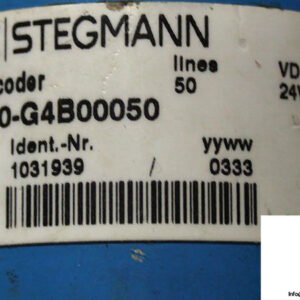 STEGMANN
coder lines VD
0-G4B00050 50 24V
Ident.-Nr. yyww
1031939 / 0333
Info@